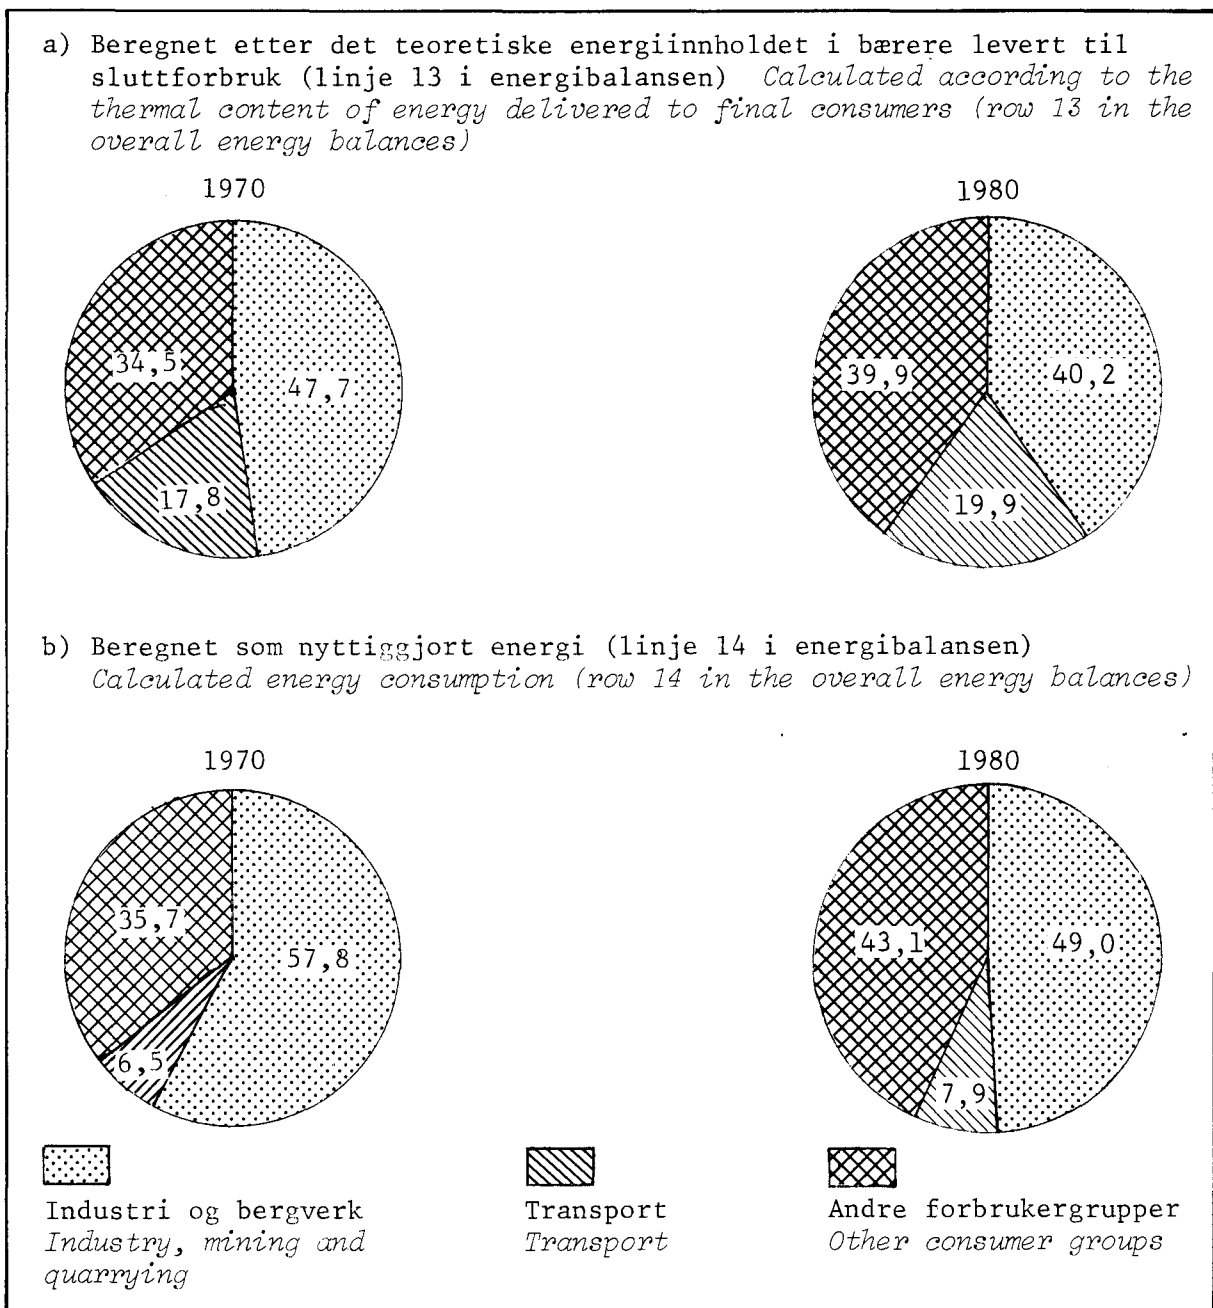 a) Beregnet etter det teoretiske energiinnholdet i bærere levert til
sluttforbruk (linje 13 i energibalansen) Calculated according to the
thermal content of energy delivered to final consumers (row 13 in the
overall energy balances)
1970
1980
34,5
47,7
17,8
39,9
40,2
19,9
b) Beregnet som nyttiggjort energi (linje 14 i energibalansen)
Calculated energy consumption (row 14 in the overall energy balances)
1970
1980
35,7
57,8
6,5
43,1
49,0
7,9
Industri og bergverk
Industry, mining and
quarrying
Transport
Transport
Andre forbrukergrupper
Other consumer groups